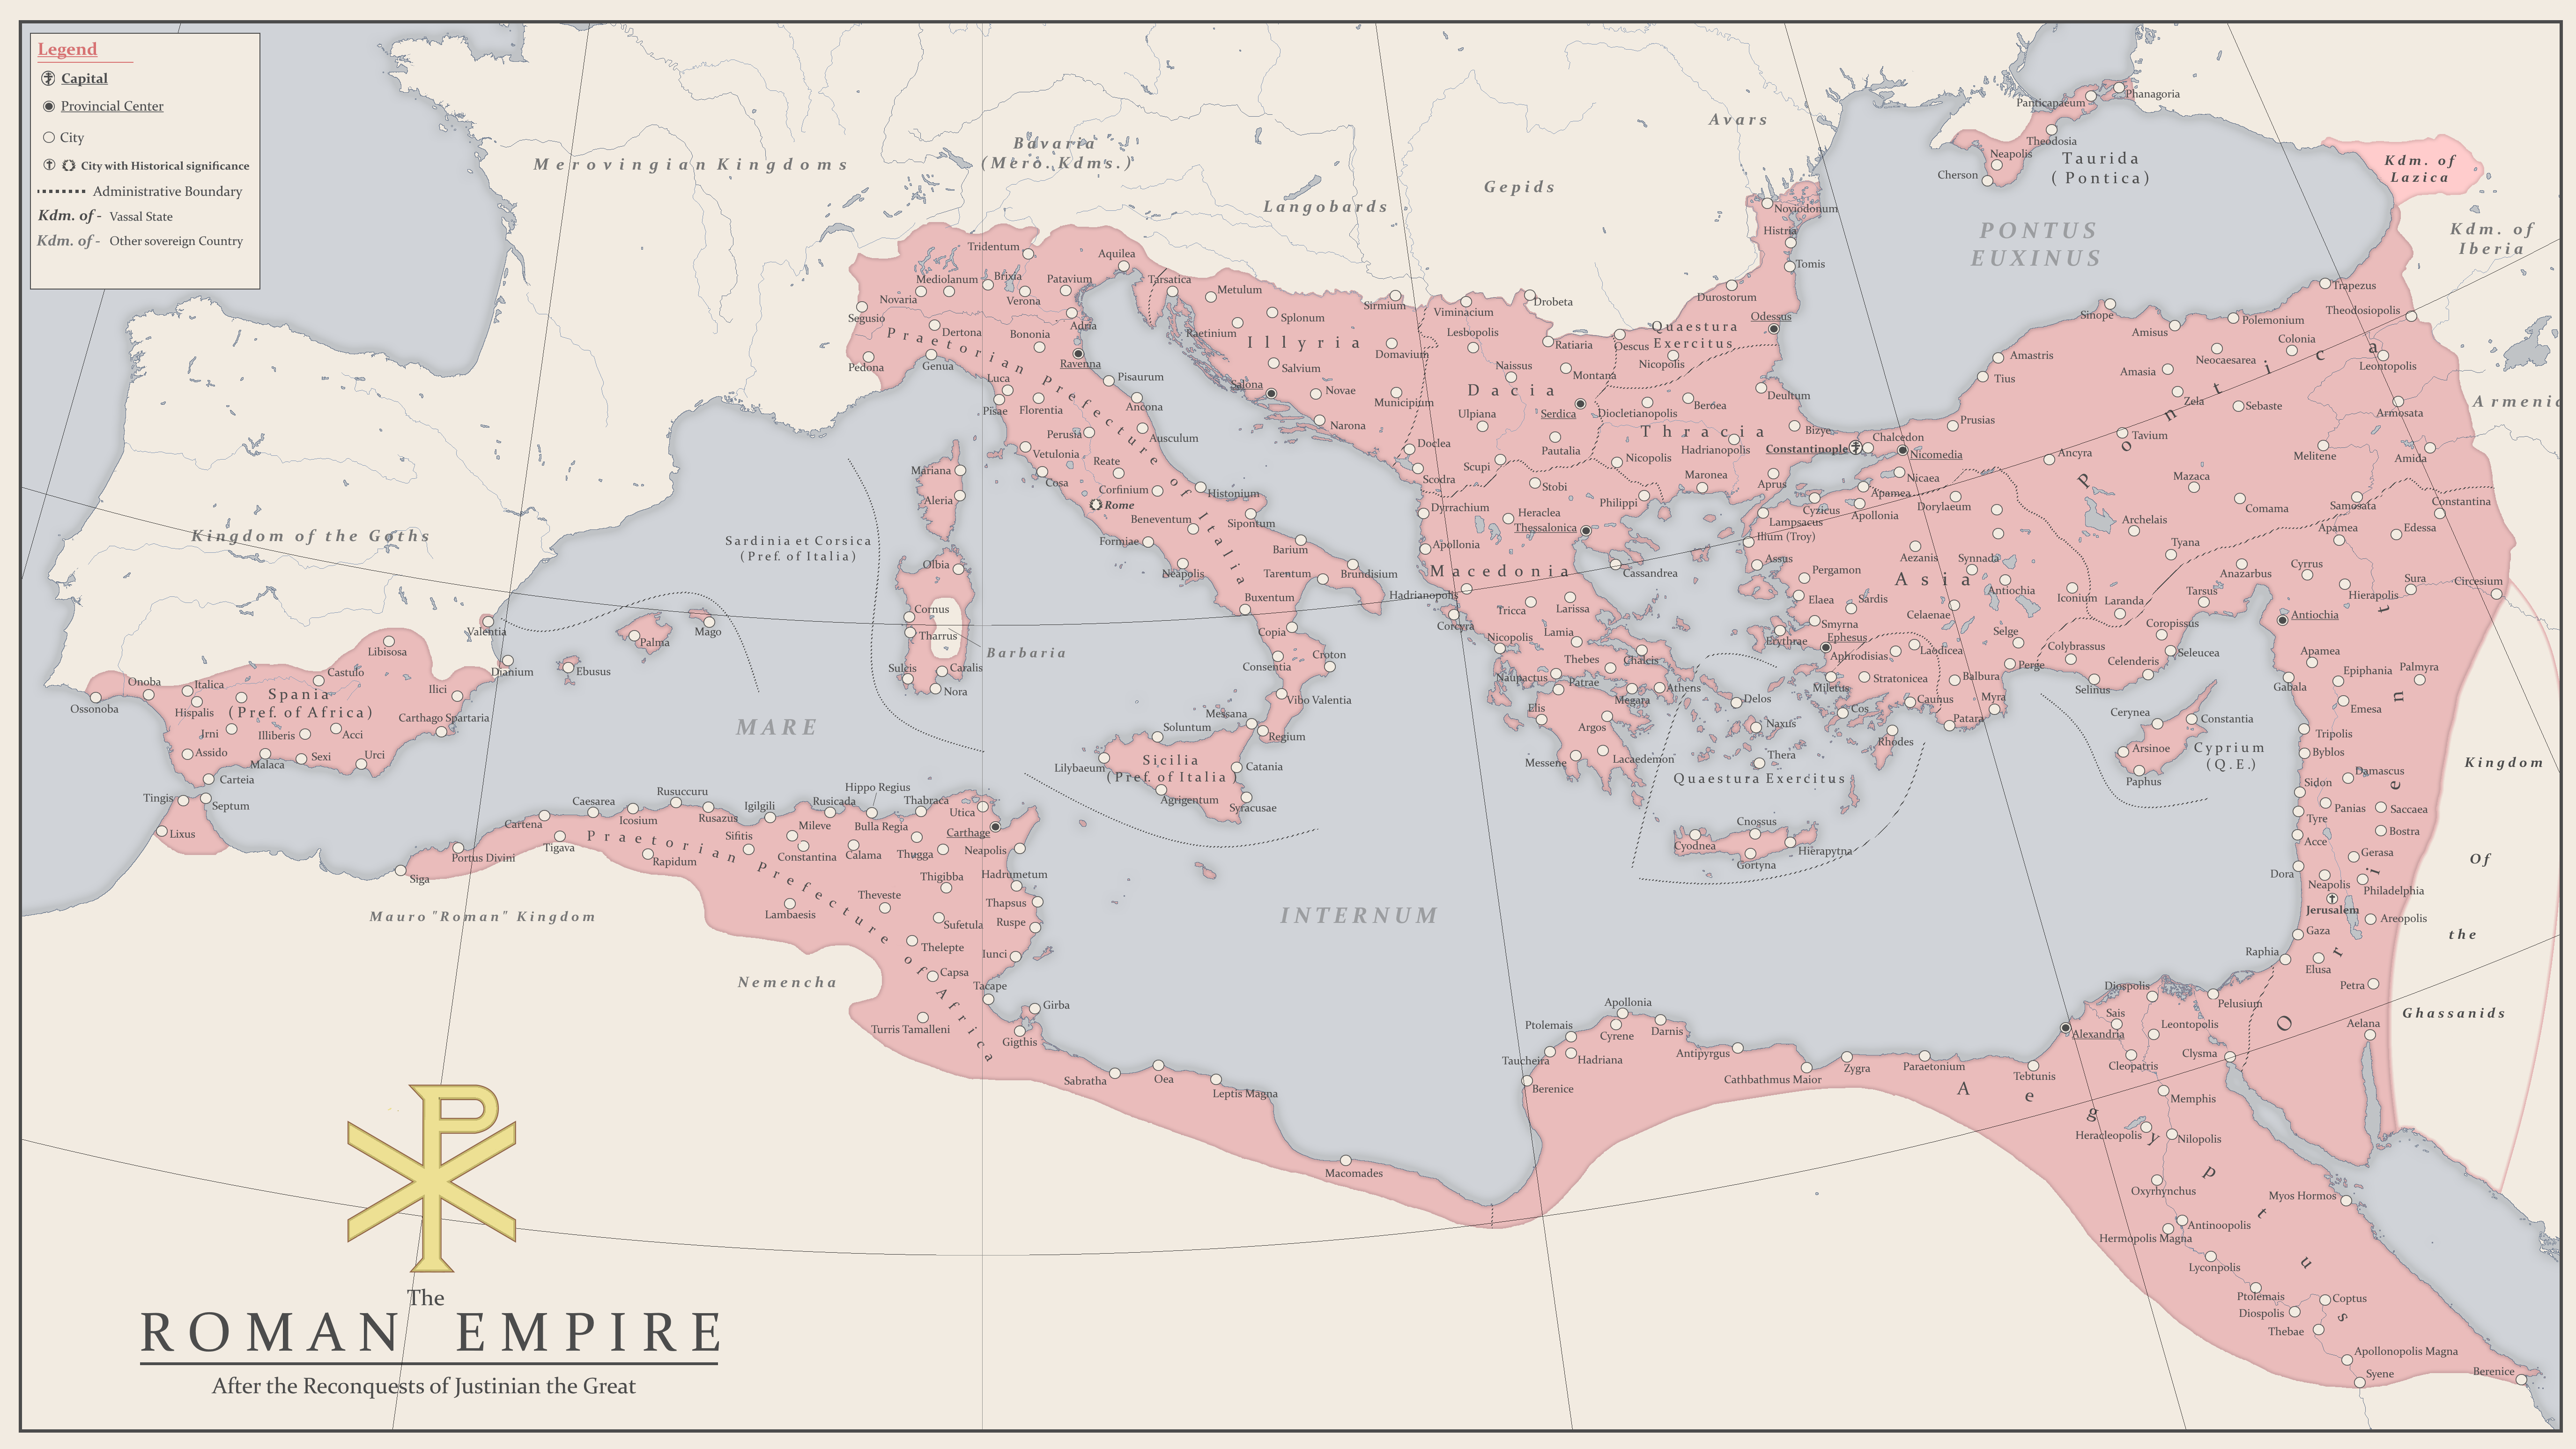 Legend
Capital
Provincial Center
City
City with Historical significance
Administrative Boundary
Kdm. of - Vassal State
Kdm. of - Other sovereign Country
Merovingian Kingdoms
Bavaria
(Mero. Kdms.)
Langobards
Gepids
Avars
Panticapaeum
Phanagoria
Theodosia
Neapolis
Cherson
Taurida
( Pontica)
Kdm. of
Lazica
Kdm. of
Iberia
PONTUS
EUXINUS
Noviodonum
Histria
Tomis
Durostorum
Odessus
Quaestura
Exercitus
Tridentum
Aquilea
Mediolanum
Brixia
Patavium
Tarsatica
Metulum
Novaria
Verona
Segusio
Adria
Dertona
Bononia
Raetinium
Splonum
Sirmium
Viminacium
Drobeta
Pedona
Genua
Ravenna
Illyria
Domavium
Lesbopolis
Ratiaria
Oescus
Nicopolis
Praetorian Prefecture of Italia
Luca
Pisaurum
Pisae
Florentia
Ancona
Salvium
Salona
Novae
Municipium
Narona
Naissus
Montana
Dacia
Ulpiana
Serdica
Diocletianopolis
Beroea
Deultum
Thracia
Bizye
Perusia
Ausculum
Vetulonia
Reate
Cosa
Corfinium
Rome
Histonium
Beneventum
Sipontum
Formiae
Neapolis
Barium
Tarentum
Brundisium
Buxentum
Copia
Consentia
Croton
Vibo Valentia
Messana
Regium
Doclea
Scodra
Scupi
Pautalia
Nicopolis
Hadrianopolis
Constantinople
Chalcedon
Nicomedia
Maronea
Aprus
Stobi
Philippi
Dyrrachium
Heraclea
Thessalonica
Apollonia
Macedonia
Cassandrea
Hadrianopolis
Tricca
Larissa
Corcyra
Nicopolis
Lamia
Thebes
Chalcis
Naupactus
Patrae
Megara
Athens
Elis
Argos
Messene
Lacaedemon
Mariana
Aleria
Sardinia et Corsica
(Pref. of Italia)
Olbia
Cornus
Tharrus
Barbaria
Sulcis
Caralis
Nora
Kingdom of the Goths
Valentia
Palma
Mago
Ebusus
Dianium
Libisosa
Castulo
Ilici
Onoba
Italica
Ossonoba
Hispalis
Spania
(Pref. of Africa)
Carthago Spartaria
Irni
Illiberis
Acci
Assido
Malaca
Sexi
Urci
Carteia
Tingis
Septum
Lixus
MARE
INTERNUM
Soluntum
Lilybaeum
Sicilia
(Pref. of Italia)
Catania
Agrigentum
Syracusae
Sinope
Amisus
Polemonium
Trapezus
Theodosiopolis
Amastris
Tius
Neocaesarea
Colonia
Leontopolis
Amasia
Zela
Sebaste
Pontica
Armosata
Armenia
Prusias
Tavium
Ancyra
Melitene
Amida
Mazaca
Comama
Samosata
Constantina
Nicaea
Apamea
Cyzicus
Apollonia
Dorylaeum
Lampsacus
Ilium (Troy)
Archelais
Apamea
Edessa
Assus
Aezanis
Synnada
Tyana
Pergamon
Asia
Antiochia
Iconium
Laranda
Tarsus
Anazarbus
Cyrrus
Hierapolis
Sura
Circesium
Elaea
Sardis
Celaenae
Smyrna
Erythrae
Ephesus
Aphrodisias
Laodicea
Selge
Colybrassus
Coropissus
Seleucea
Antiochia
Perge
Celenderis
Selinus
Miletus
Stratonicea
Balbura
Caunus
Myra
Patara
Delos
Cos
Naxus
Rhodes
Thera
Quaestura Exercitus
Cnossus
Cyodnea
Gortyna
Hierapytna
Cerynea
Constantia
Arsinoe
Paphus
Cyprium
(Q.E.)
Apamea
Gabala
Epiphania
Palmyra
Emesa
Tripolis
Byblos
Sidon
Damascus
Panias
Saccaea
Tyre
Bostra
Acce
Gerasa
Dora
Neapolis
Philadelphia
Jerusalem
Areopolis
Gaza
Raphia
Elusa
Petra
Aelana
Orient
Kingdom
Of
the
Ghassanids
Hippo Regius
Rusuccuru
Caesarea
Igilgili
Rusicada
Thabraca
Utica
Icosium
Rusazus
Cartena
Sifitis
Mileve
Bulla Regia
Carthage
Tigava
Constantina
Calama
Thugga
Neapolis
Portus Divini
Rapidum
Siga
Praetorian Prefecture of Africa
Thigibba
Hadrumetum
Theveste
Lambaesis
Thapsus
Sufetula
Ruspe
Thelepte
Iunci
Capsa
Tacape
Girba
Turris Tamalleni
Gigthis
Sabratha
Oea
Leptis Magna
Macomades
Mauro "Roman" Kingdom
Nemencha
Apollonia
Ptolemais
Cyrene
Darnis
Taucheira
Hadriana
Berenice
Antipyrgus
Cathbathmus Maior
Zygra
Paraetonium
Tebtunis
Alexandria
Diospolis
Sais
Leontopolis
Pelusium
Cleopatris
Clysma
Aegyptus
Memphis
Heracleopolis
Nilopolis
Oxyrhynchus
Myos Hormos
Antinoopolis
Hermopolis Magna
Lyconpolis
Ptolemais
Diospolis
Coptus
Thebae
Apollonopolis Magna
Syene
Berenice
The
ROMAN EMPIRE
After the Reconquests of Justinian the Great